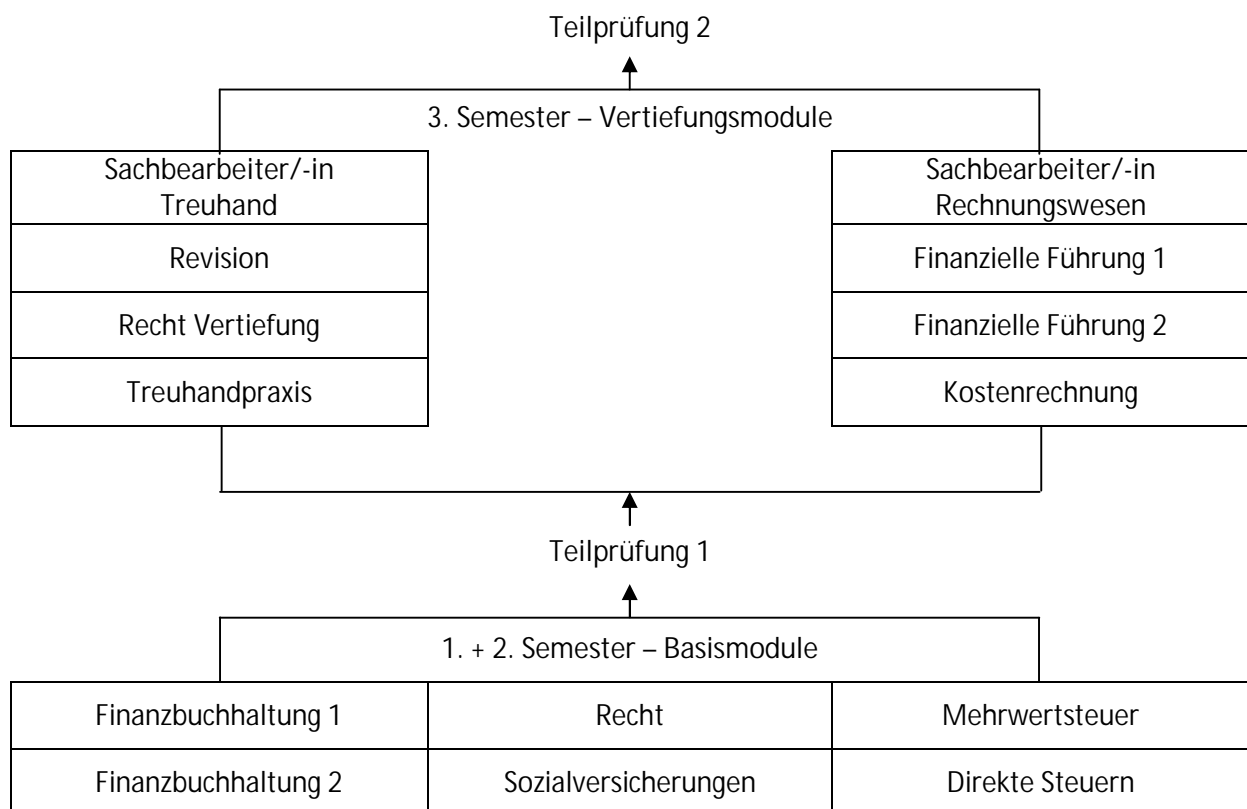 Teilprüfung 2
3. Semester – Vertiefungsmodule
Sachbearbeiter/-in
Treuhand
Sachbearbeiter/-in
Rechnungswesen
Revision
Finanzielle Führung 1
Recht Vertiefung
Finanzielle Führung 2
Treuhandpraxis
Kostenrechnung
Teilprüfung 1
1. + 2. Semester – Basismodule
Finanzbuchhaltung 1
Recht
Mehrwertsteuer
Finanzbuchhaltung 2
Sozialversicherungen
Direkte Steuern